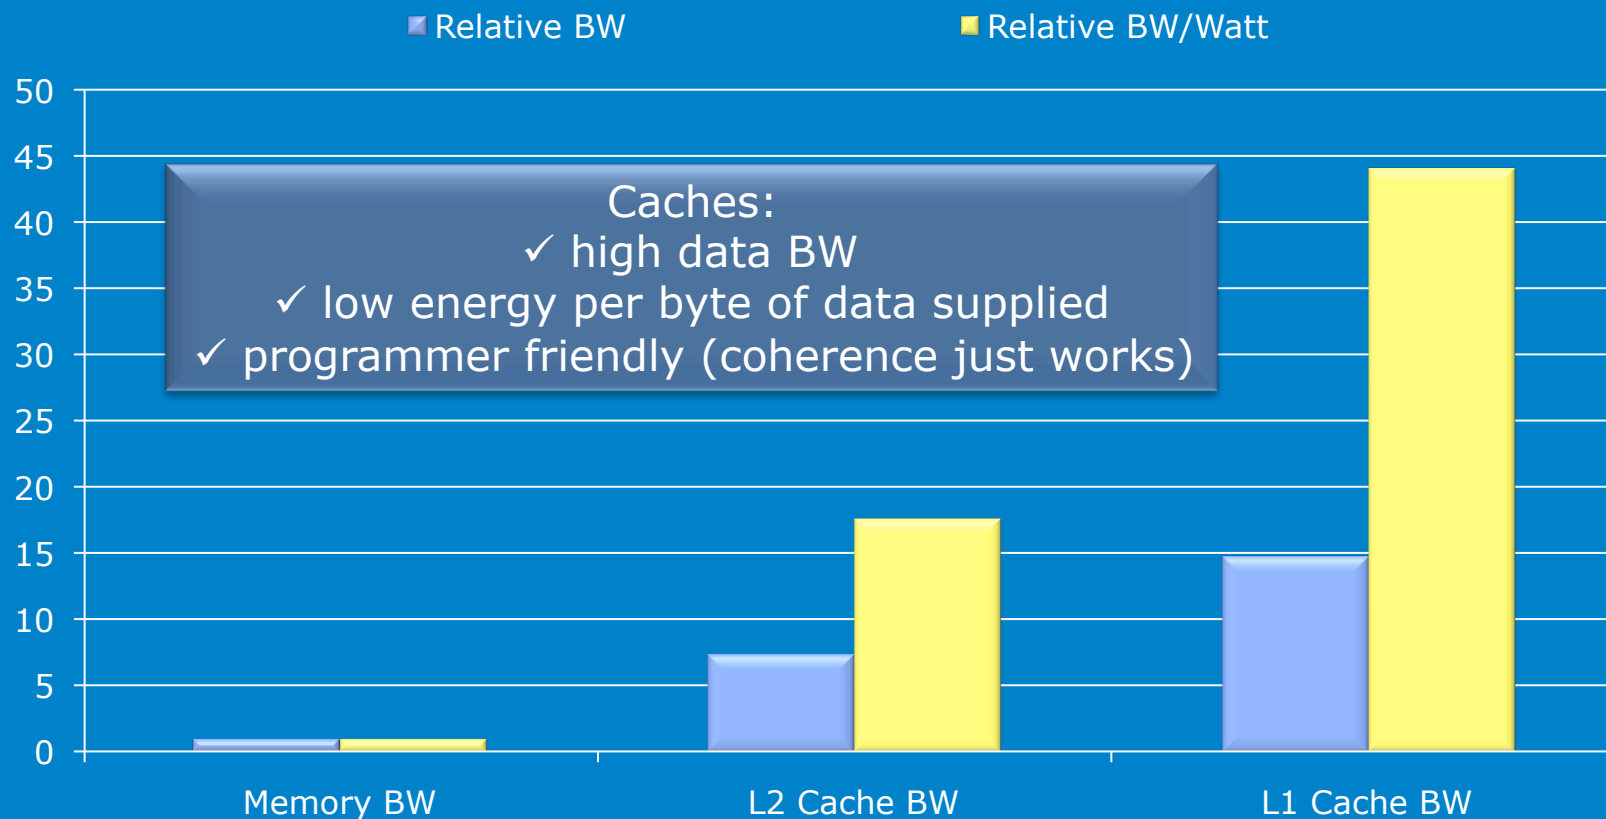 Relative BW
Relative BW/Watt
50
45
40
35
30
25
20
15
10
5
0
Caches:
✓ high data BW
✓ low energy per byte of data supplied
✓ programmer friendly (coherence just works)
Memory BW
L2 Cache BW
L1 Cache BW